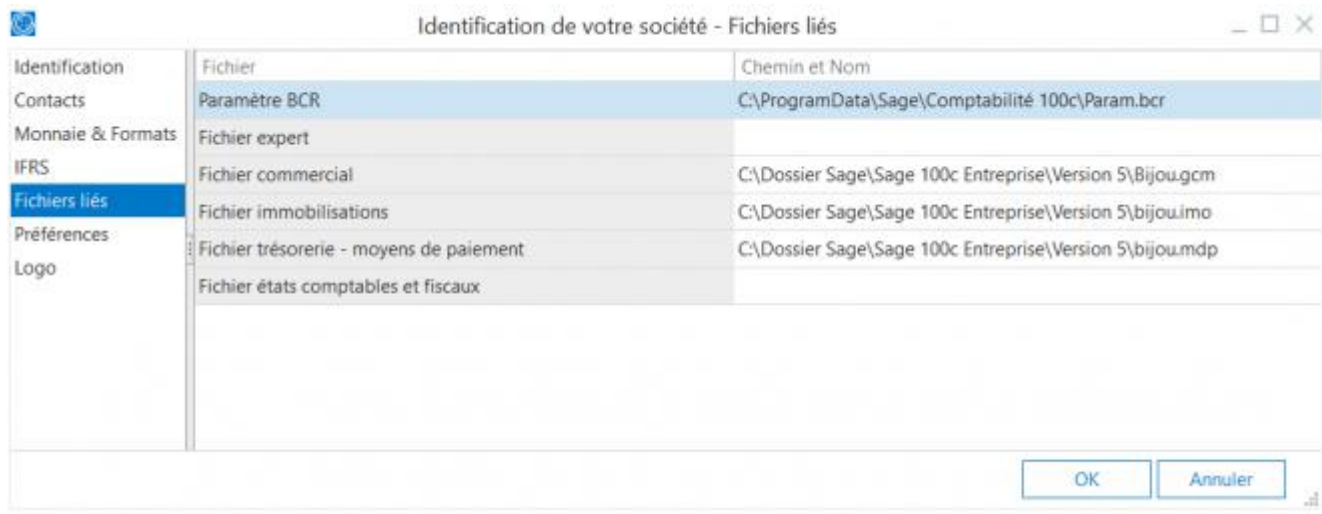 Identification de votre société - Fichiers liés
Identification
Contacts
Monnaie & Formats
IFRS
Fichiers liés
Préférences
Logo
Fichier Chemin et Nom
Paramètre BCR C:\ProgramData\Sage\Comptabilité 100c\Param.bcr
Fichier expert
Fichier commercial C:\Dossier Sage\Sage 100c Entreprise\Version 5\Bijou.gcm
Fichier immobilisations C:\Dossier Sage\Sage 100c Entreprise\Version 5\bijou.imo
Fichier trésorerie - moyens de paiement C:\Dossier Sage\Sage 100c Entreprise\Version 5\bijou.mdp
Fichier états comptables et fiscaux
OK Annuler